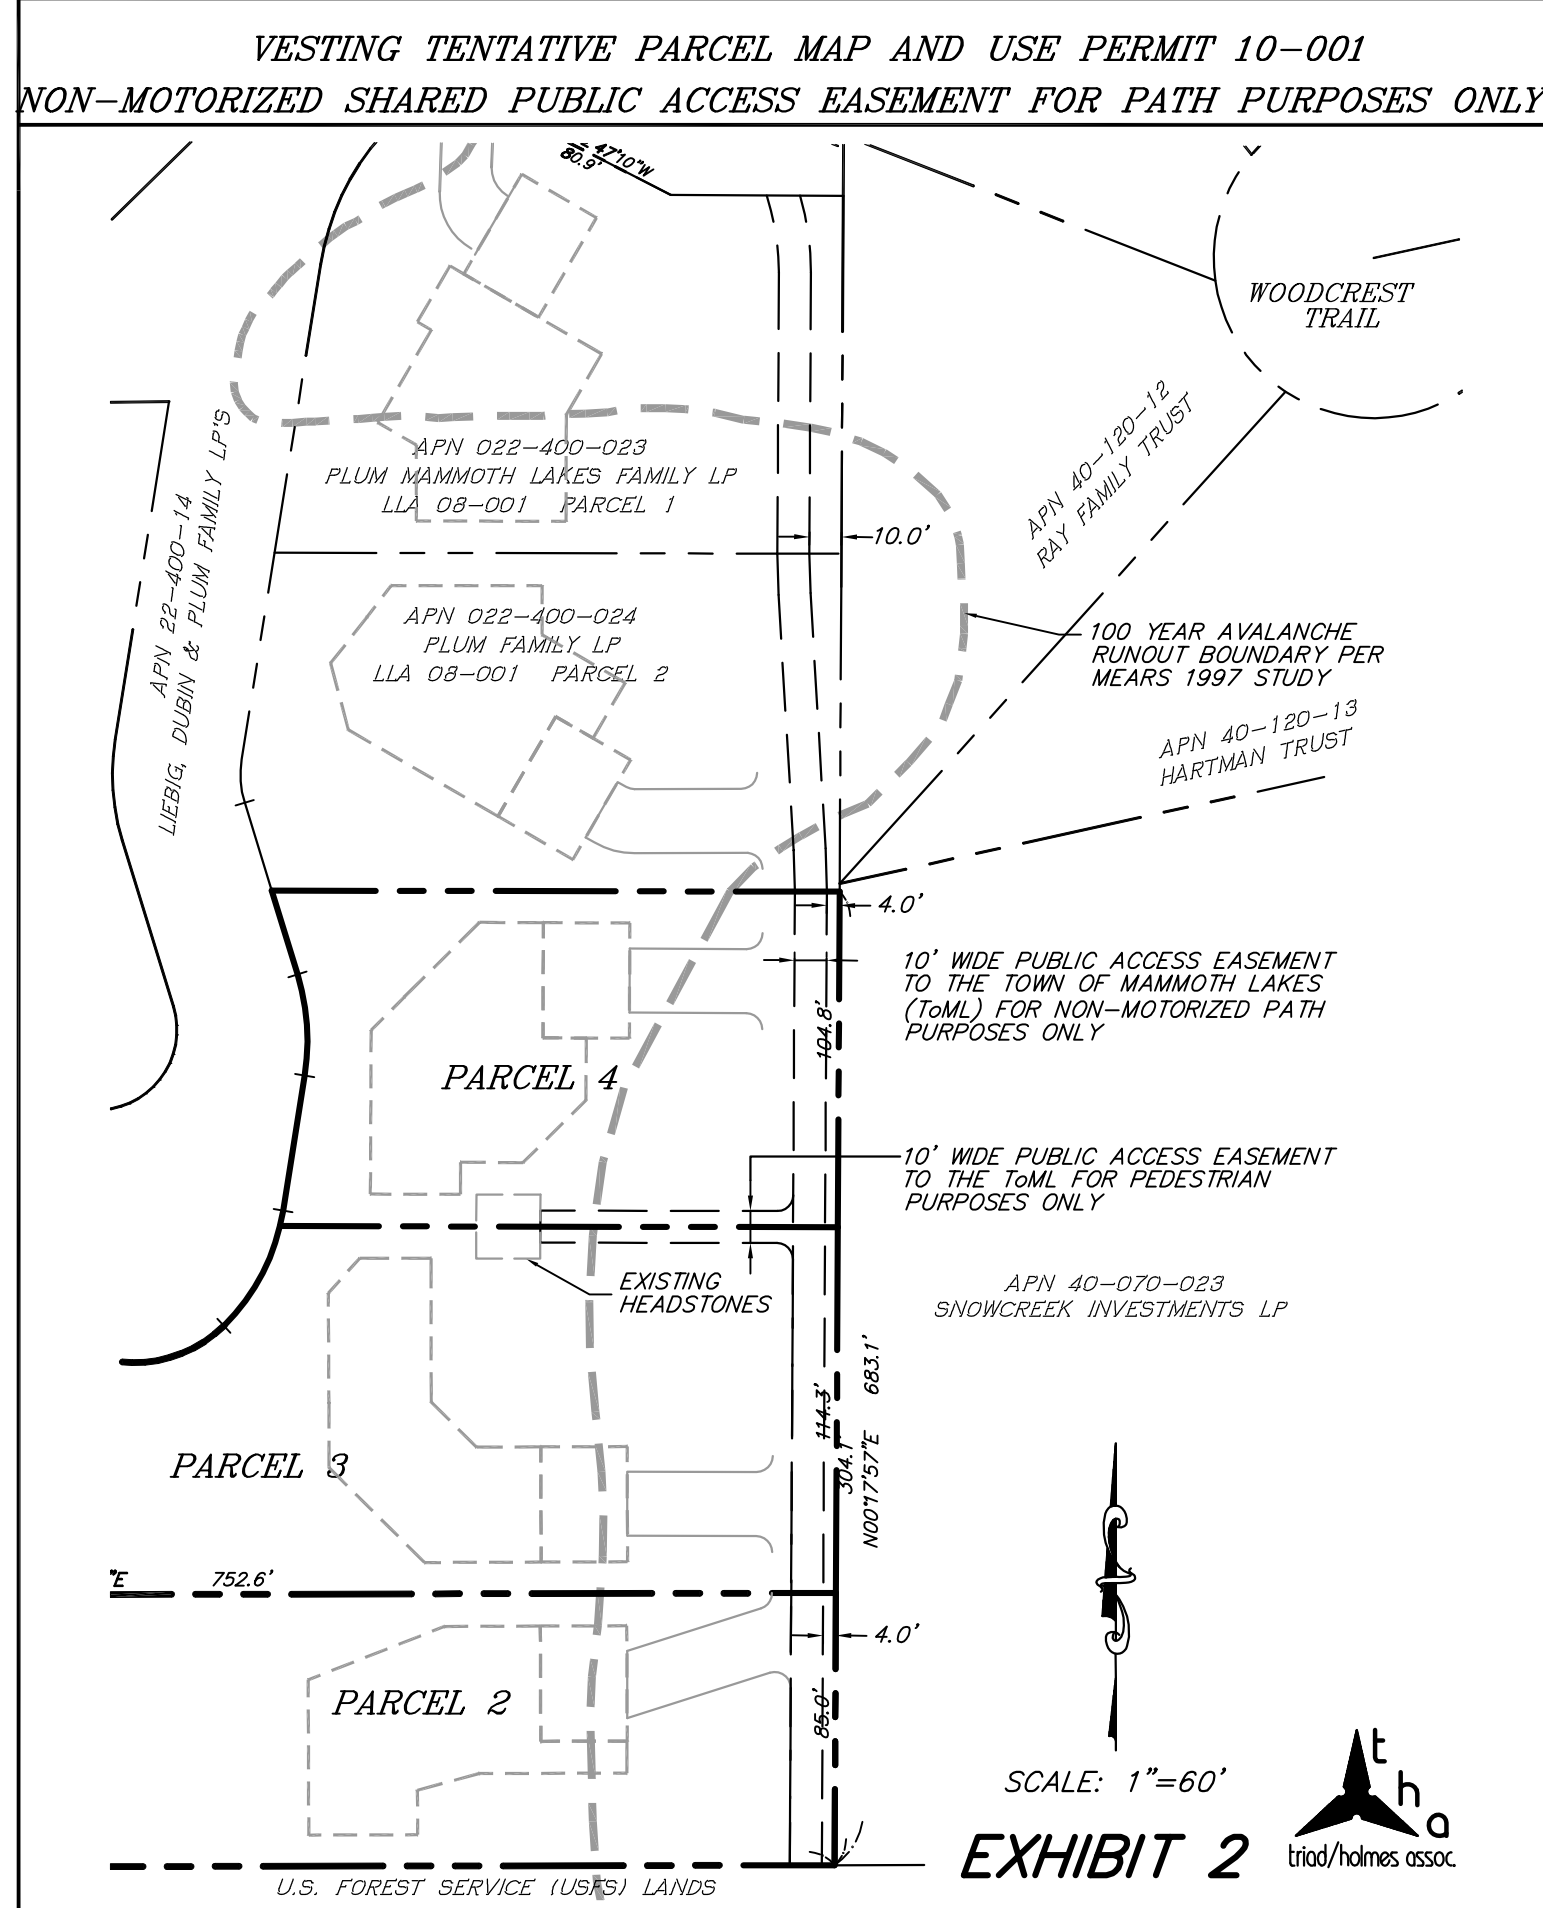 VESTING TENTATIVE PARCEL MAP AND USE PERMIT 10-001
NON-MOTORIZED SHARED PUBLIC ACCESS EASEMENT FOR PATH PURPOSES ONLY
47'10"W
80.9'
WOODCREST
TRAIL
APN 40-120-12
RAY FAMILY TRUST
APN 022-400-023
PLUM MAMMOTH LAKES FAMILY LP
LLA 08-001 PARCEL 1
APN 22-400-14
LIEBIG, DUBIN & PLUM FAMILY LP'S
10.0'
APN 022-400-024
PLUM FAMILY LP
LLA 08-001 PARCEL 2
100 YEAR AVALANCHE
RUNOUT BOUNDARY PER
MEARS 1997 STUDY
APN 40-120-13
HARTMAN TRUST
4.0'
10' WIDE PUBLIC ACCESS EASEMENT
TO THE TOWN OF MAMMOTH LAKES
(ToML) FOR NON-MOTORIZED PATH
PURPOSES ONLY
104.8'
PARCEL 4
10' WIDE PUBLIC ACCESS EASEMENT
TO THE ToML FOR PEDESTRIAN
PURPOSES ONLY
EXISTING
HEADSTONES
APN 40-070-023
SNOWCREEK INVESTMENTS LP
114.3'
304.1'
N00°17'57"E 683.1'
PARCEL 3
"E 752.6'
4.0'
PARCEL 2
85.0'
SCALE: 1"=60'
EXHIBIT 2
t
h
a
triad/holmes assoc.
U.S. FOREST SERVICE (USFS) LANDS